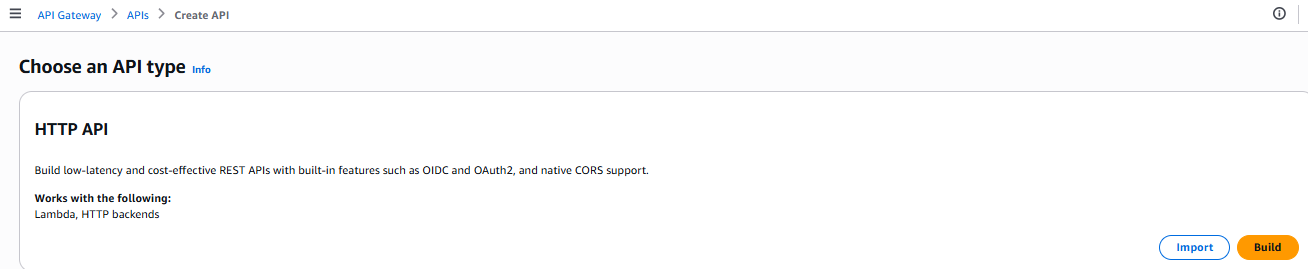 API Gateway > APIs > Create API
Choose an API type Info
HTTP API
Build low-latency and cost-effective REST APIs with built-in features such as OIDC and OAuth2, and native CORS support.
Works with the following:
Lambda, HTTP backends
Import Build